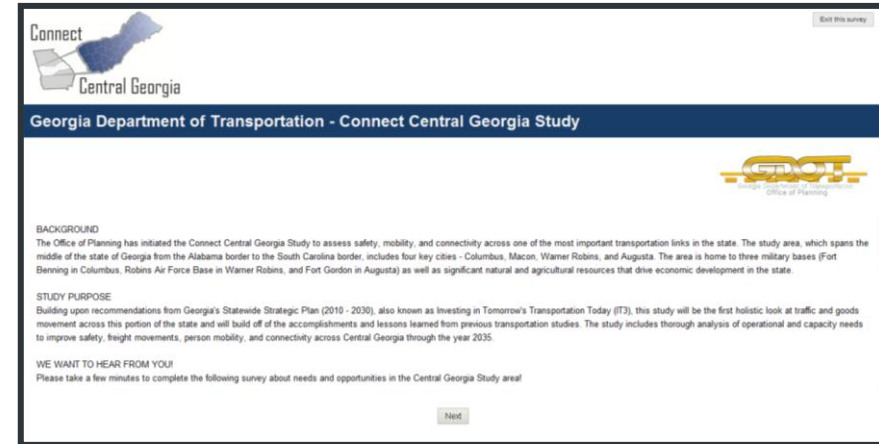 Connect
Central Georgia
Exit this survey
Georgia Department of Transportation - Connect Central Georgia Study
GDOT
Georgia Department of Transportation
Office of Planning
BACKGROUND
The Office of Planning has initiated the Connect Central Georgia Study to assess safety, mobility, and connectivity across one of the most important transportation links in the state. The study area, which spans the
middle of the state of Georgia from the Alabama border to the South Carolina border, includes four key cities - Columbus, Macon, Warner Robins, and Augusta. The area is home to three military bases (Fort
Benning in Columbus, Robins Air Force Base in Warner Robins, and Fort Gordon in Augusta) as well as significant natural and agricultural resources that drive economic development in the state.
STUDY PURPOSE
Building upon recommendations from Georgia's Statewide Strategic Plan (2010 - 2030), also known as Investing in Tomorrow's Transportation Today (IT3), this study will be the first holistic look at traffic and goods
movement across this portion of the state and will build off of the accomplishments and lessons learned from previous transportation studies. The study includes thorough analysis of operational and capacity needs
to improve safety, freight movements, person mobility, and connectivity across Central Georgia through the year 2035.
WE WANT TO HEAR FROM YOU!
Please take a few minutes to complete the following survey about needs and opportunities in the Central Georgia Study area!
Next